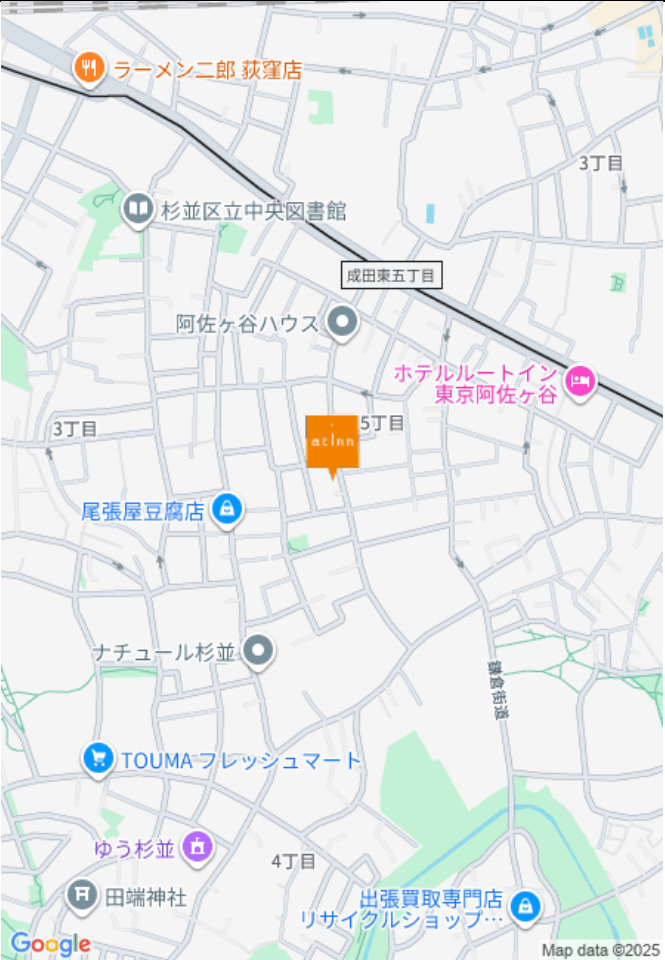 ラーメン二郎 荻窪店
3丁目
杉並区立中央図書館
成田東五丁目
阿佐ヶ谷ハウス
ホテルルートイン
東京阿佐ヶ谷
5丁目
3丁目
at Inn
尾張屋豆腐店
ナチュール杉並
鎌倉街道
TOUMA フレッシュマート
ゆう杉並
4丁目
田端神社
出張買取専門店
リサイクルショップ…
Google
Map data ©2025